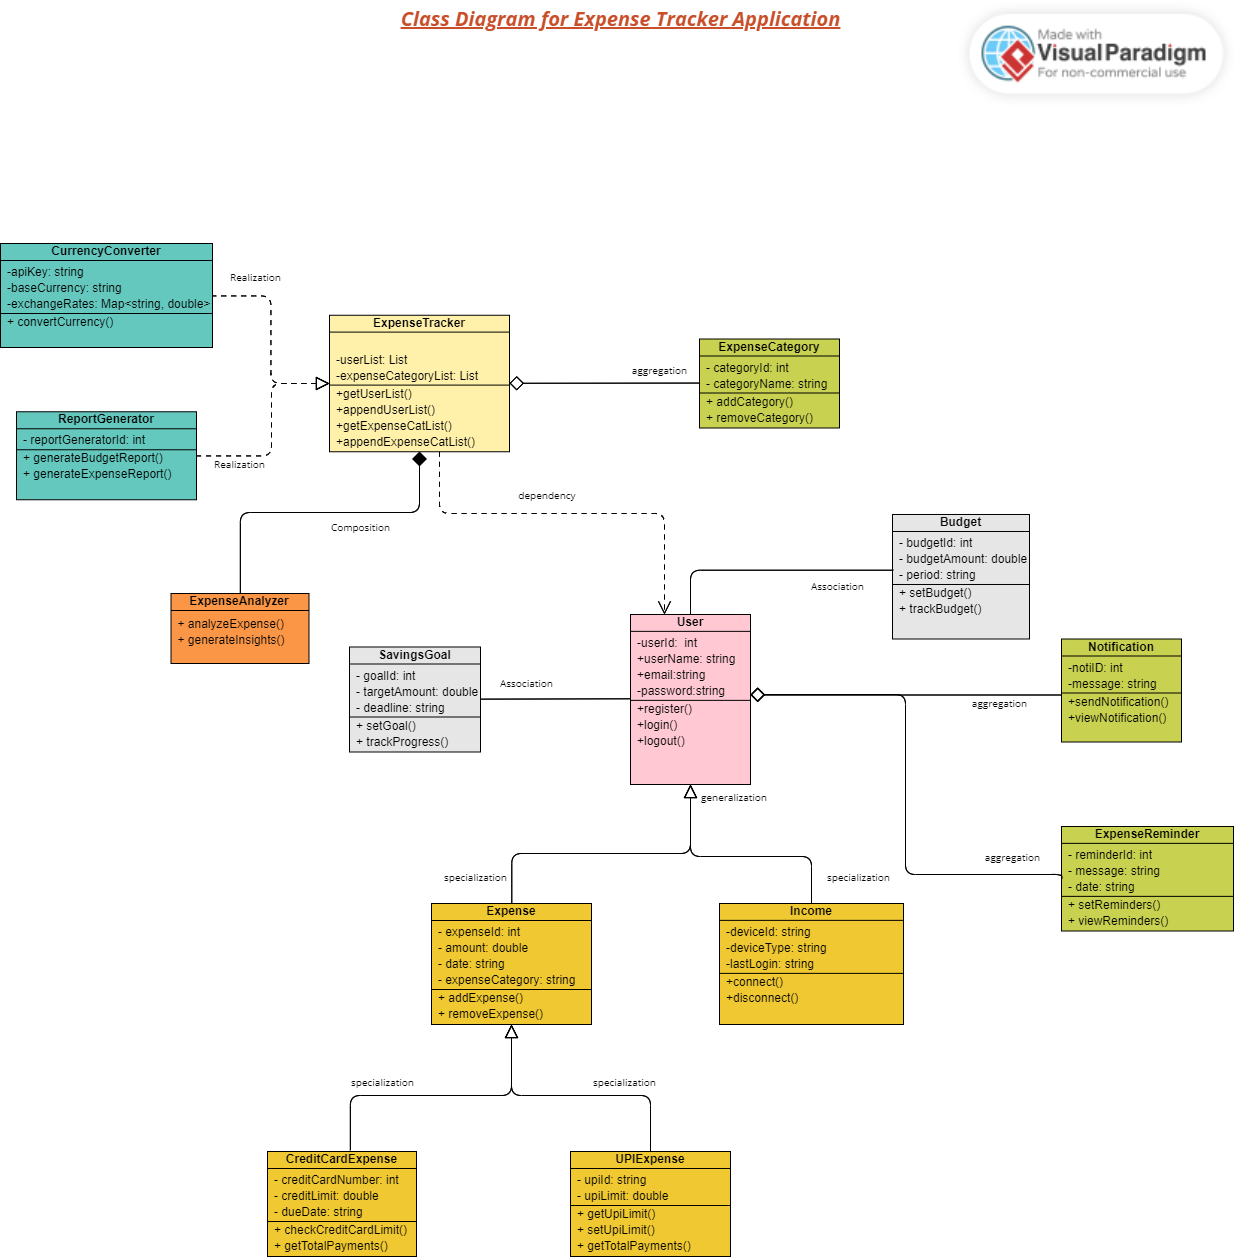 Class Diagram for Expense Tracker Application
Made with
VisualParadigm
For non-commercial use
CurrencyConverter
-apiKey: string
-baseCurrency: string
-exchangeRates: Map<string, double>
+ convertCurrency()
Realization
ReportGenerator
- reportGeneratorId: int
+ generateBudgetReport()
+ generateExpenseReport()
Realization
ExpenseTracker
-userList: List
-expenseCategoryList: List
+getUserList()
+appendUserList()
+getExpenseCatList()
+appendExpenseCatList()
aggregation
ExpenseCategory
- categoryId: int
- categoryName: string
+ addCategory()
+ removeCategory()
Composition
dependency
ExpenseAnalyzer
+ analyzeExpense()
+ generateInsights()
Budget
- budgetId: int
- budgetAmount: double
- period: string
+ setBudget()
+ trackBudget()
Association
SavingsGoal
- goalId: int
- targetAmount: double
- deadline: string
+ setGoal()
+ trackProgress()
Association
User
-userId:  int
+userName: string
+email:string
-password:string
+register()
+login()
+logout()
Notification
-notiID: int
-message: string
+sendNotification()
+viewNotification()
aggregation
generalization
ExpenseReminder
- reminderId: int
- message: string
- date: string
+ setReminders()
+ viewReminders()
aggregation
specialization
specialization
Expense
- expenseId: int
- amount: double
- date: string
- expenseCategory: string
+ addExpense()
+ removeExpense()
Income
-deviceId: string
-deviceType: string
-lastLogin: string
+connect()
+disconnect()
specialization
specialization
CreditCardExpense
- creditCardNumber: int
- creditLimit: double
- dueDate: string
+ checkCreditCardLimit()
+ getTotalPayments()
UPIExpense
- upiId: string
- upiLimit: double
+ getUpiLimit()
+ setUpiLimit()
+ getTotalPayments()